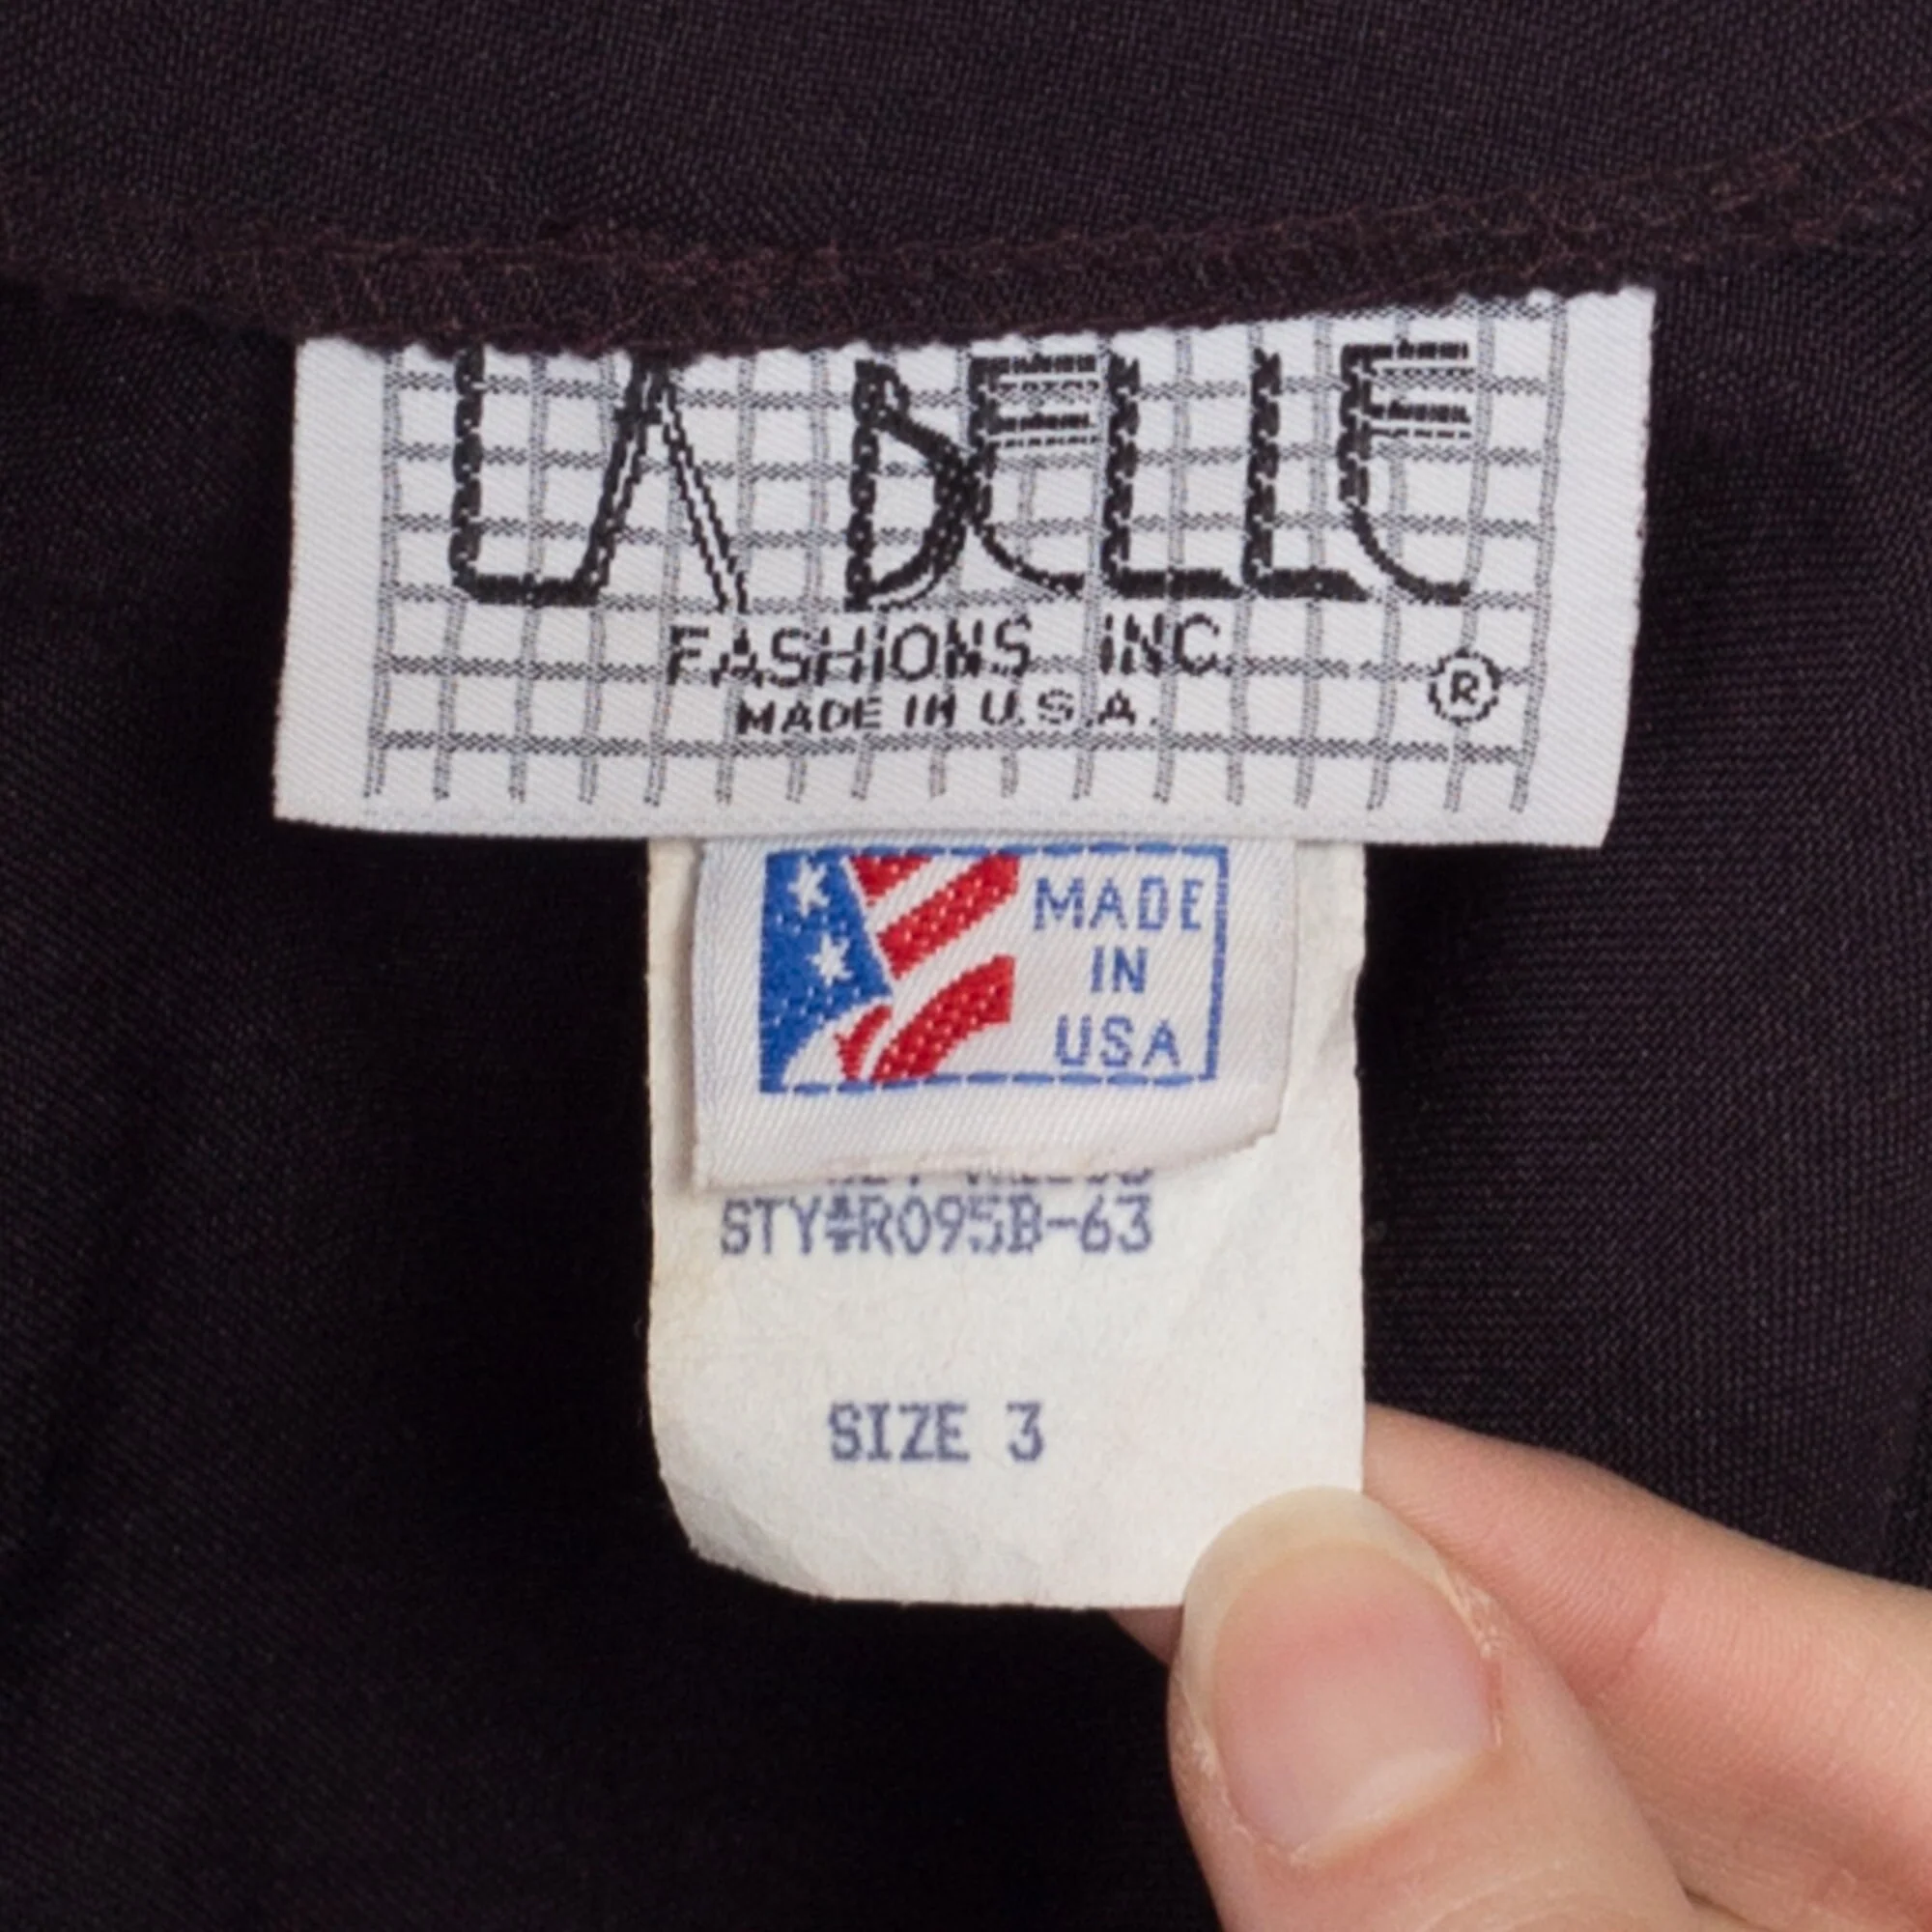 LA BELLE
FASHIONS INC.
MADE IN U.S.A.
®
MADE
IN
USA
STY#R095B-63
SIZE 3